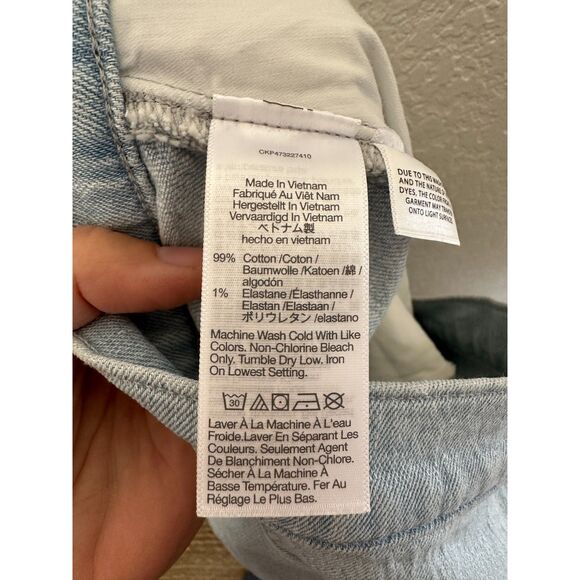 CKP473227410
Made In Vietnam
Fabriqué Au Viêt Nam
Hergestellt In Vietnam
Vervaardigd In Vietnam
ベトナム製
hecho en vietnam
99% Cotton /Coton /
Baumwolle /Katoen /綿 /
algodón
1% Elastane /Élasthanne /
Elastan /Elastaan /
ポリウレタン /elastano
Machine Wash Cold With Like
Colors. Non-Chlorine Bleach
Only. Tumble Dry Low. Iron
On Lowest Setting.
30
Laver À La Machine À L'eau
Froide.Laver En Séparant Les
Couleurs. Seulement Agent
De Blanchiment Non-Chlore.
Sécher À La Machine À
Basse Température. Fer Au
Réglage Le Plus Bas.
DUE TO THIS
AND THE NATURE
DYES, THE COLOR
GARMENT MAY
ONTO LIGHT